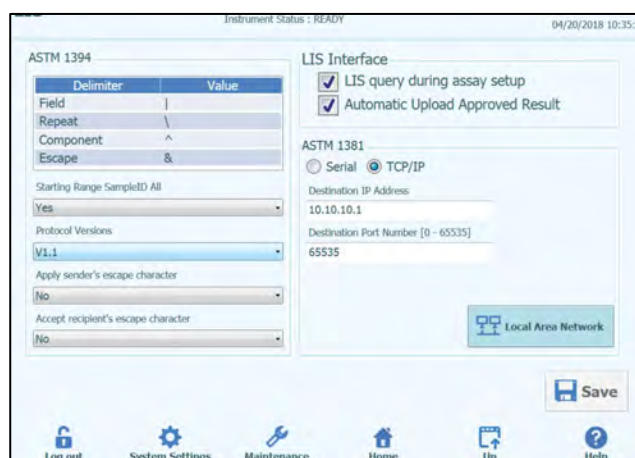 Instrument Status : READY
04/20/2018 10:35:
ASTM 1394
Delimiter Value
Field |
Repeat \
Component ^
Escape &
Starting Range SampleID All
Yes
Protocol Versions
V1.1
Apply sender's escape character
No
Accept recipient's escape character
No
LIS Interface
LIS query during assay setup
Automatic Upload Approved Result
ASTM 1381
Serial TCP/IP
Destination IP Address
10.10.10.1
Destination Port Number [0 - 65535]
65535
Local Area Network
Save
Log out System Settings Maintenance Home Up Help